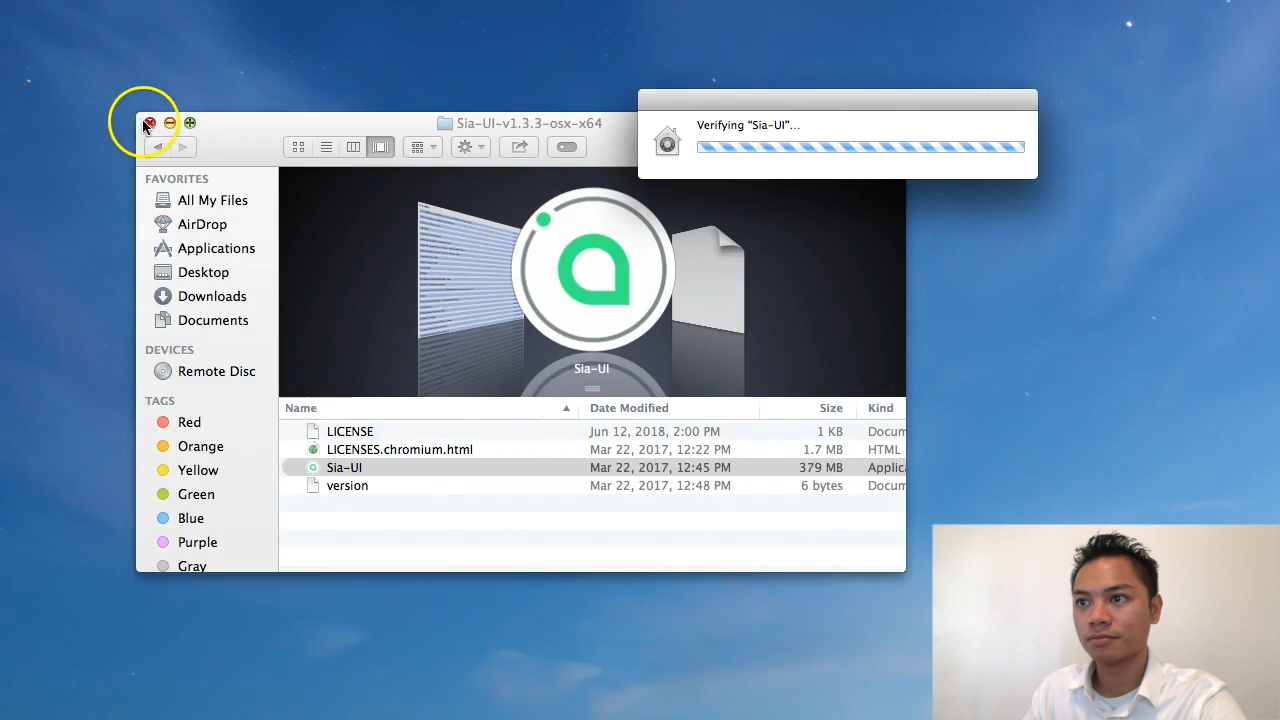 Sia-UI-v1.3.3-osx-x64
Verifying “Sia-UI”...
FAVORITES
All My Files
AirDrop
Applications
Desktop
Downloads
Documents
DEVICES
Remote Disc
TAGS
Red
Orange
Yellow
Green
Blue
Purple
Gray
Sia-UI
Name Date Modified Size Kind
LICENSE Jun 12, 2018, 2:00 PM 1 KB Docum
LICENSES.chromium.html Mar 22, 2017, 12:22 PM 1.7 MB HTML
Sia-UI Mar 22, 2017, 12:45 PM 379 MB Applica
version Mar 22, 2017, 12:48 PM 6 bytes Docum